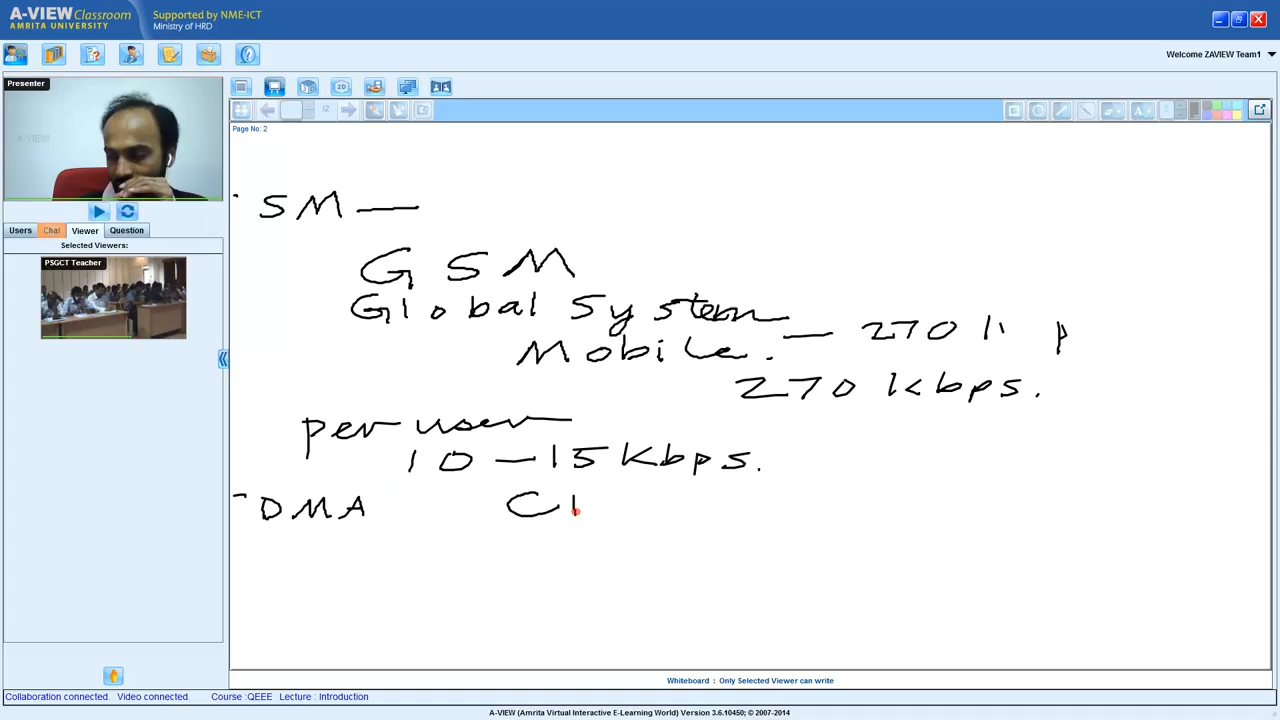 A-VIEW Classroom
AMRITA UNIVERSITY
Supported by NME-ICT
Ministry of HRD
Welcome ZAVIEW Team1
Presenter
A-VIEW
Users Chat Viewer Question
Selected Viewers:
PSGCT Teacher
Page No: 2
SM —
GSM
Global System
Mobile. — 270 k p
270 kbps.
per user
10 — 15 Kbps.
DMA C
Whiteboard : Only Selected Viewer can write
Collaboration connected. Video connected. Course :QEEE Lecture : Introduction
A-VIEW (Amrita Virtual Interactive E-Learning World) Version 3.6.10450; © 2007-2014